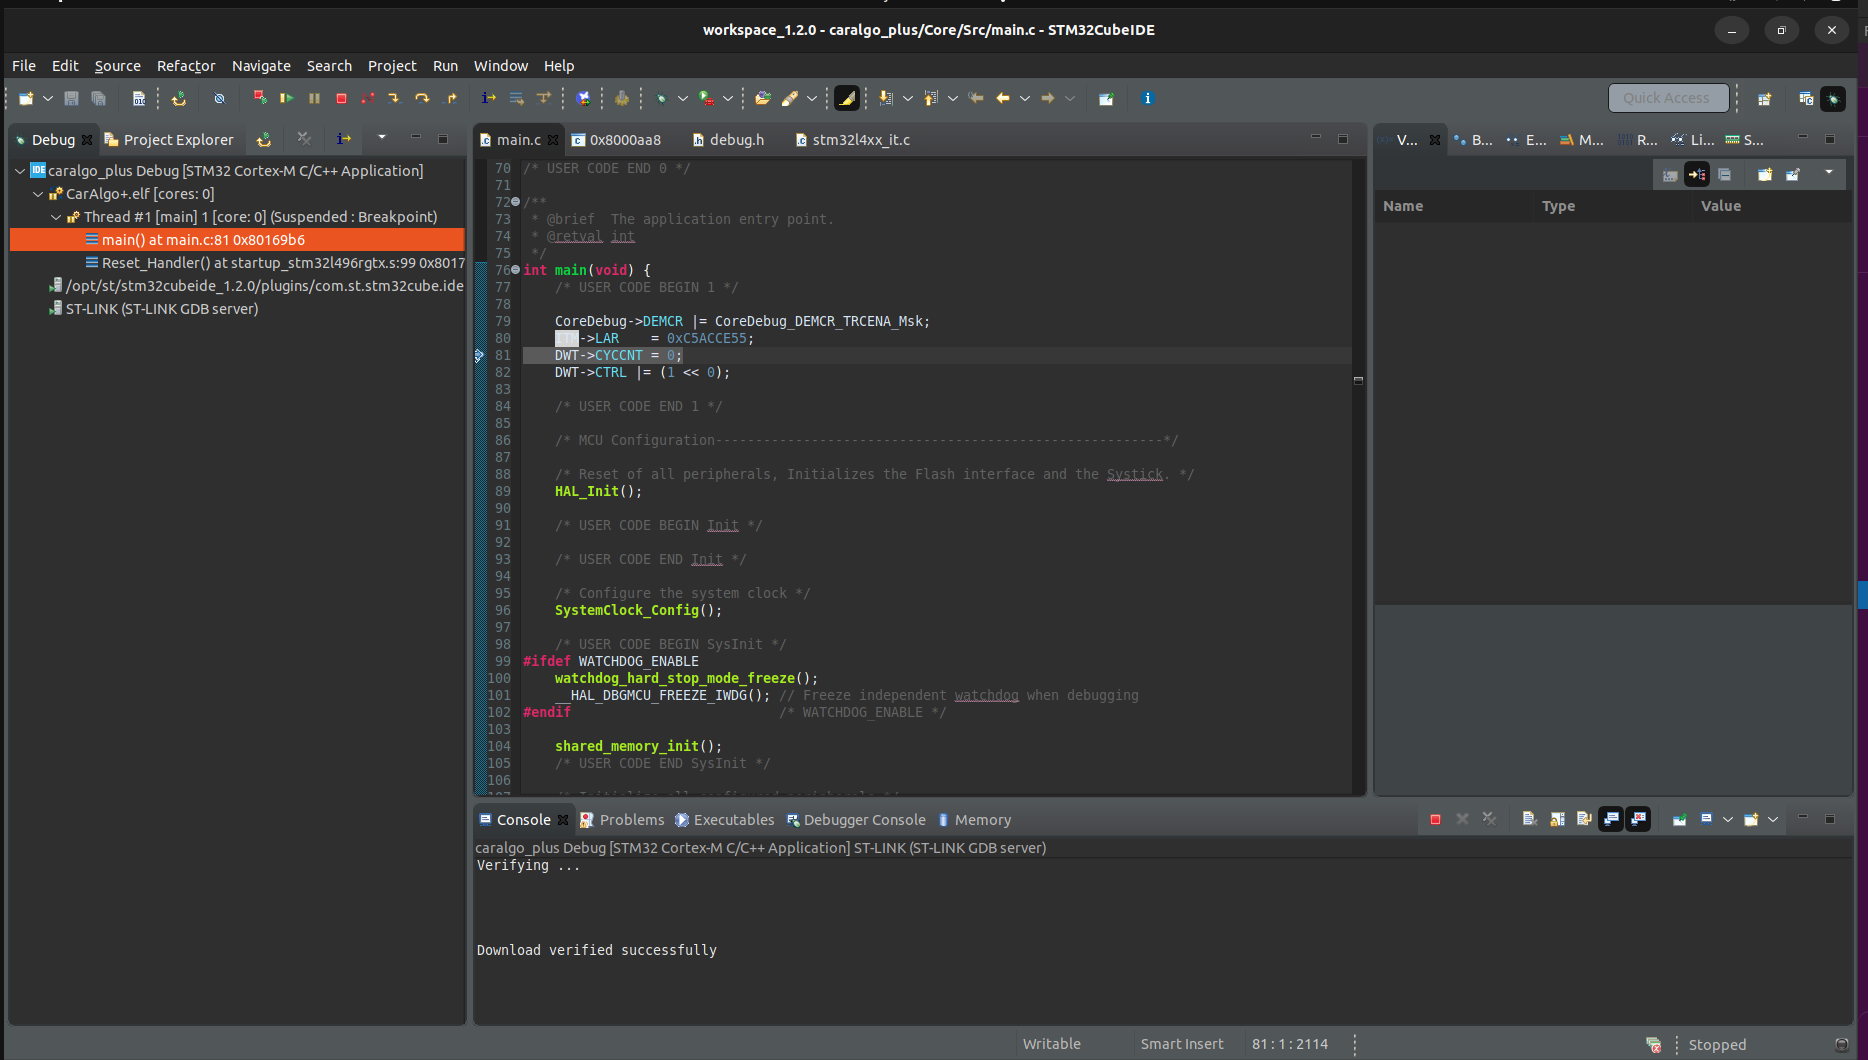 workspace_1.2.0 - caralgo_plus/Core/Src/main.c - STM32CubeIDE
File Edit Source Refactor Navigate Search Project Run Window Help
Quick Access
Debug
Project Explorer
caralgo_plus Debug [STM32 Cortex-M C/C++ Application]
CarAlgo+.elf [cores: 0]
Thread #1 [main] 1 [core: 0] (Suspended : Breakpoint)
main() at main.c:81 0x80169b6
Reset_Handler() at startup_stm32l496rgtx.s:99 0x8017
/opt/st/stm32cubeide_1.2.0/plugins/com.st.stm32cube.ide
ST-LINK (ST-LINK GDB server)
main.c 0x8000aa8 debug.h stm32l4xx_it.c
70 /* USER CODE END 0 */
71
72 /**
73 * @brief The application entry point.
74 * @retval int
75 */
76 int main(void) {
77 /* USER CODE BEGIN 1 */
78
79 CoreDebug->DEMCR |= CoreDebug_DEMCR_TRCENA_Msk;
80 ->LAR = 0xC5ACCE55;
81 DWT->CYCCNT = 0;
82 DWT->CTRL |= (1 << 0);
83
84 /* USER CODE END 1 */
85
86 /* MCU Configuration--------------------------------------------------------*/
87
88 /* Reset of all peripherals, Initializes the Flash interface and the Systick. */
89 HAL_Init();
90
91 /* USER CODE BEGIN Init */
92
93 /* USER CODE END Init */
94
95 /* Configure the system clock */
96 SystemClock_Config();
97
98 /* USER CODE BEGIN SysInit */
99 #ifdef WATCHDOG_ENABLE
100 watchdog_hard_stop_mode_freeze();
101 __HAL_DBGMCU_FREEZE_IWDG(); // Freeze independent watchdog when debugging
102 #endif /* WATCHDOG_ENABLE */
103
104 shared_memory_init();
105 /* USER CODE END SysInit */
106
V... B... E... M... R... Li... S...
Name Type Value
Console Problems Executables Debugger Console Memory
caralgo_plus Debug [STM32 Cortex-M C/C++ Application] ST-LINK (ST-LINK GDB server)
Verifying ...
Download verified successfully
Writable Smart Insert 81 : 1 : 2114 Stopped